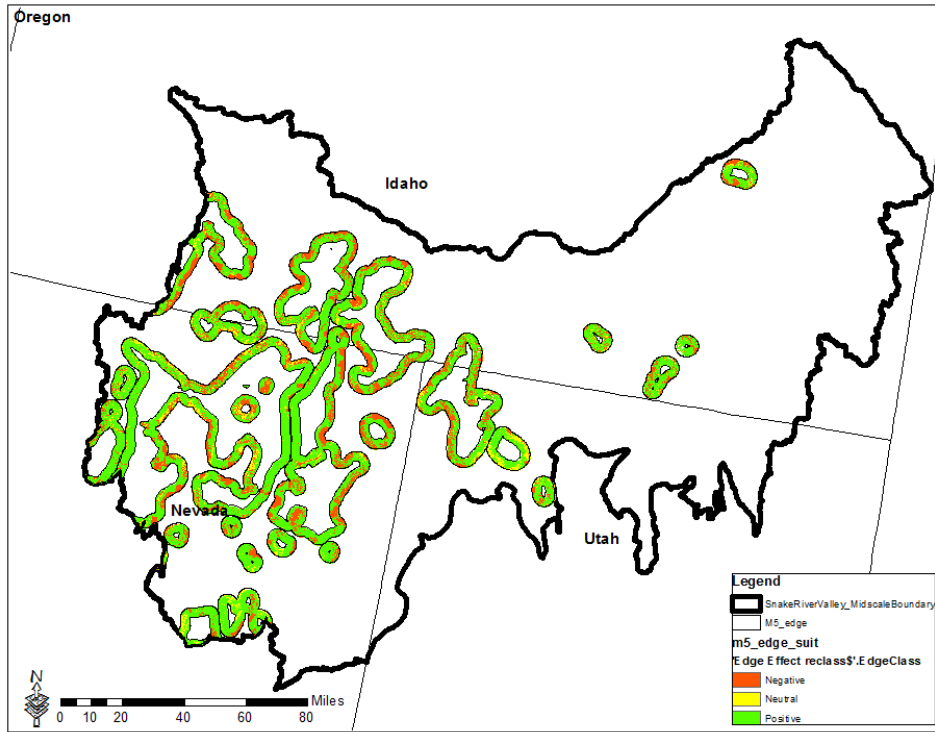 Oregon
Idaho
Nevada
Utah
Legend
SnakeRiverValley_MidscaleBoundary
M5_edge
m5_edge_suit
'Edge Effect reclass$'.EdgeClass
Negative
Neutral
Positive
N
Miles
0 10 20 40 60 80